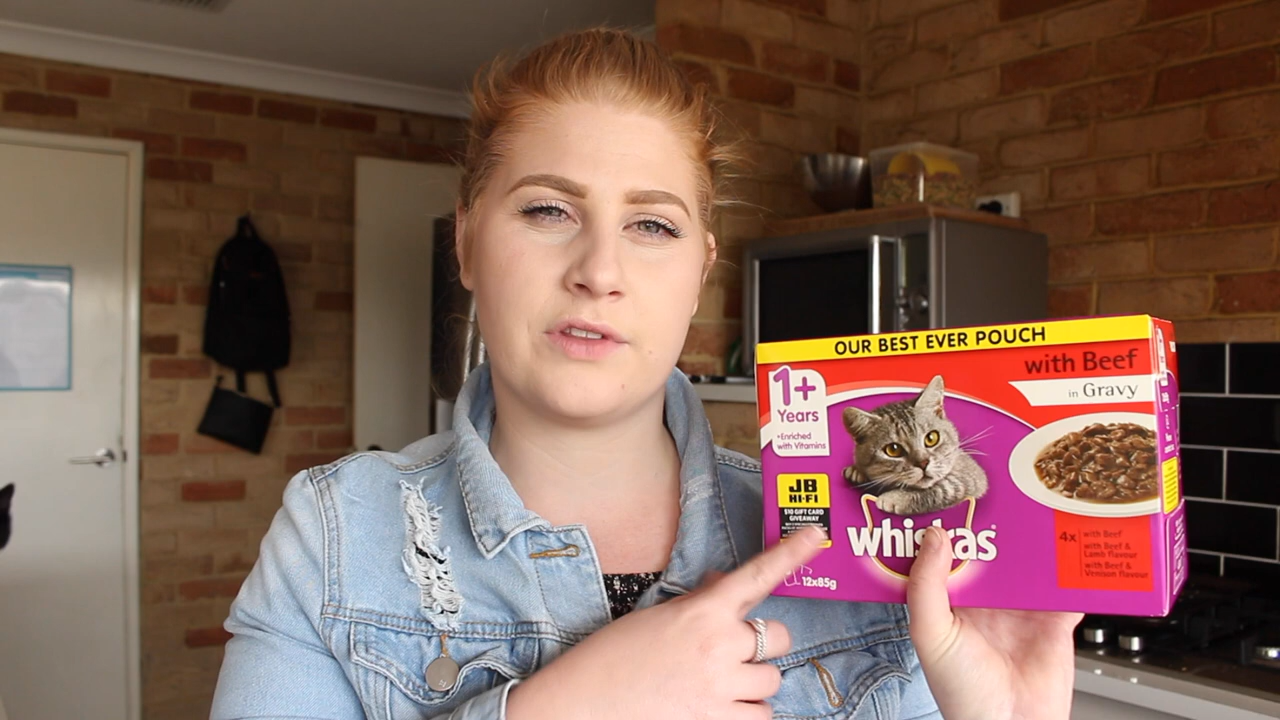 OUR BEST EVER POUCH
with Beef
in Gravy
1+
Years
•Enriched
with Vitamins
JB
HI-FI
$10 GIFT CARD
GIVEAWAY
whiskas
12x85g
4x
with Beef
with Beef &
Lamb flavour
with Beef &
Venison flavour